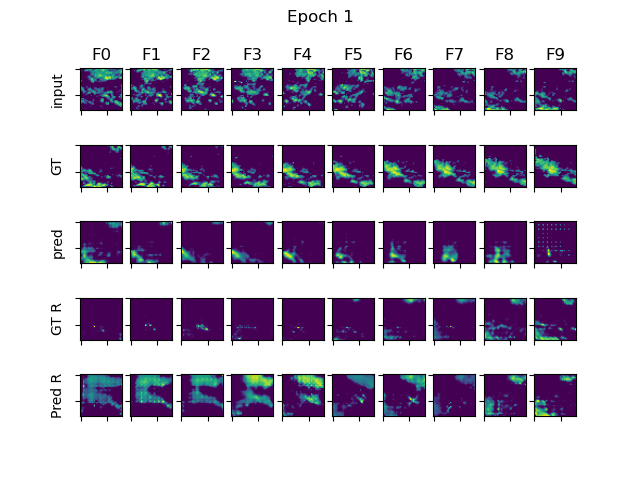 Epoch 1
F0 F1 F2 F3 F4 F5 F6 F7 F8 F9
input
GT
pred
GT R
Pred R